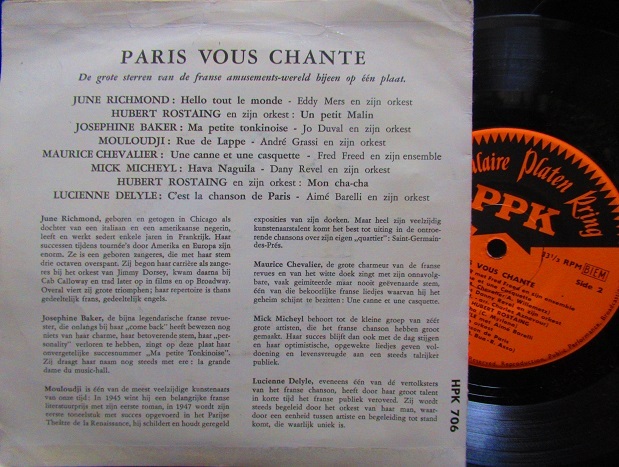 PARIS VOUS CHANTE
De grote sterren van de franse amusements-wereld bijeen op één plaat.
JUNE RICHMOND: Hello tout le monde - Eddy Mers en zijn orkest
HUBERT ROSTAING en zijn orkest: Un petit Malin
JOSEPHINE BAKER: Ma petite tonkinoise - Jo Duval en zijn orkest
MOULOUDJI: Rue de Lappe - André Grassi en zijn orkest
MAURICE CHEVALIER: Une canne et une casquette - Fred Freed en zijn ensemble
MICK MICHEYL: Hava Naguila - Dany Revel en zijn orkest
HUBERT ROSTAING en zijn orkest: Mon cha-cha
LUCIENNE DELYLE: C'est la chanson de Paris - Aimé Barelli en zijn orkest
June Richmond, geboren en getogen in Chicago als
dochter van een italisan en een amerikaanse negerin,
leeft en werkt sedert enkele jaren in Frankrijk. Haar
successen tijdens tournée's door Amerika en Europa zijn
enorm. Ze is een geboren zangeres, die met haar stem
drie octaven overspant. Zij begon haar carrière als zange-
res bij het orkest van Jimmy Dorsey, kwam daarna bij
Cab Calloway en trad later op in films en op Broadway.
Overal viert zij grote triomphen; haar repertoire is thans
gedeeltelijk frans, gedeeltelijk engels.
Josephine Baker, de bijna legendarische franse revue-
ster, die onlangs bij haar „come back” heeft bewezen nog
niets van haar charme, haar betoverende stem, haar „per-
sonality” verloren te hebben, zingt op deze plaat haar
onvergetelijke successnummer „Ma petite Tonkinoise”.
Zij draagt haar naam nog steeds met ere: la grande
dame du music-hall.
Mouloudji is één van de meest veelzijdige kunstenaars
van onze tijd: In 1943 wint hij een belangrijke franse
literatuurprijs met zijn eerste roman, in 1947 wordt zijn
eerste toneelstuk met succes opgevoerd in het Parijse
Theâtre de la Renaissance, hij schildert en houdt geregeld
exposities van zijn doeken. Maar heel zijn veelzijdig
kunstenaarstalent komt het best tot uiting in de ontroe-
rende chansons over zijn eigen „quartier”: Saint-Germain-
des-Prés.
Maurice Chevalier, de grote charmeur van de franse
revues en van het witte doek zingt met zijn onnavolg-
bare, vaak geïmiteerde maar nooit geëvenaarde stem,
één van die bekoorlijke franse liedjes waarvan hij het
geheim schijnt te bezitten: Une canne et une casquette.
Mick Micheyl behoort tot de kleine groep van zéér
grote artisten, die het franse chanson hebben groot
gemaakt. Haar succes blijft dan ook met de dag stijgen
en haar optimistische, opgewekte liedjes geven vol-
doening en levensvreugde aan een steeds talrijker
publiek.
Lucienne Delyle, eveneens één van dé vertolksters
van het franse chanson, heeft door haar groot talent
in korte tijd het franse publiek veroverd. Zij wordt
steeds begeleid door het orkest van haar man, waar-
door een eenheid tussen artiste en begeleiding tot stand
komt, die waarlijk uniek is.
HPK 706
Platen Kring
PPK
RPM BIEM
VOUS CHANTE
Side 2